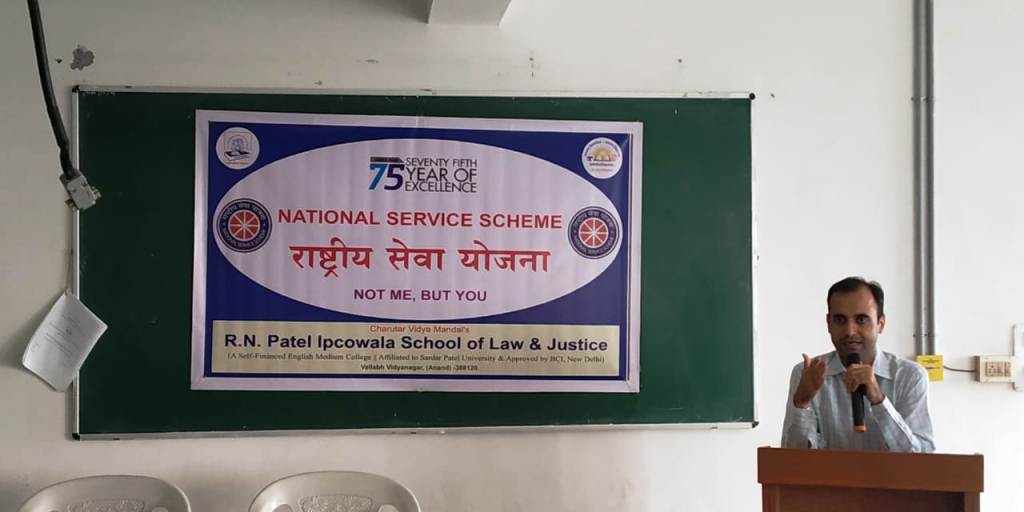 75 SEVENTY FIFTH
YEAR OF
EXCELLENCE
NATIONAL SERVICE SCHEME
राष्ट्रीय सेवा योजना
NOT ME, BUT YOU
Charutar Vidya Mandal's
R.N. Patel Ipcowala School of Law & Justice
(A Self-Financed English Medium College || Affiliated to Sardar Patel University & Approved by BCI, New Delhi)
Vallabh Vidyanagar, (Anand) -388120.